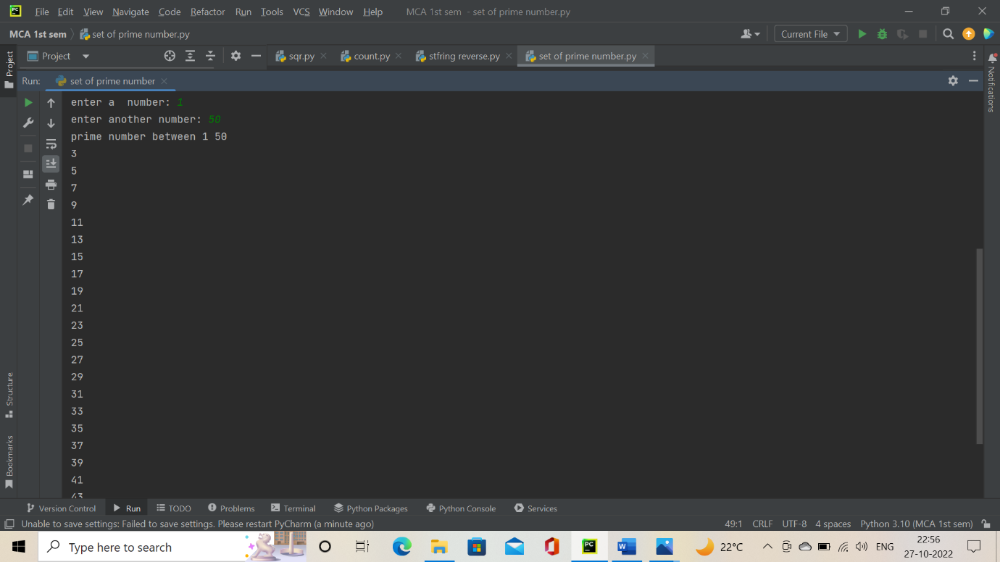 PC File Edit View Navigate Code Refactor Run Tools VCS Window Help MCA 1st sem - set of prime number.py
MCA 1st sem set of prime number.py Current File
Project Project sqr.py count.py stfring reverse.py set of prime number.py
Notifications
Run: set of prime number
enter a  number: 1
enter another number: 50
prime number between 1 50
3
5
7
9
11
13
15
17
19
21
23
25
27
29
31
33
35
37
39
41
43
Structure
Bookmarks
Version Control Run TODO Problems Terminal Python Packages Python Console Services
Unable to save settings: Failed to save settings. Please restart PyCharm (a minute ago) 49:1 CRLF UTF-8 4 spaces Python 3.10 (MCA 1st sem)
Type here to search PC W 22°C ENG 22:56
27-10-2022